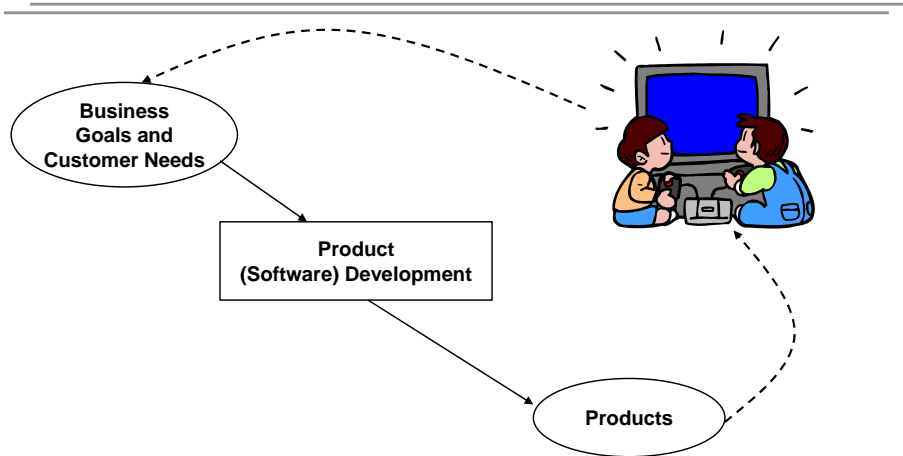 Business
Goals and
Customer Needs
Product
(Software) Development
Products